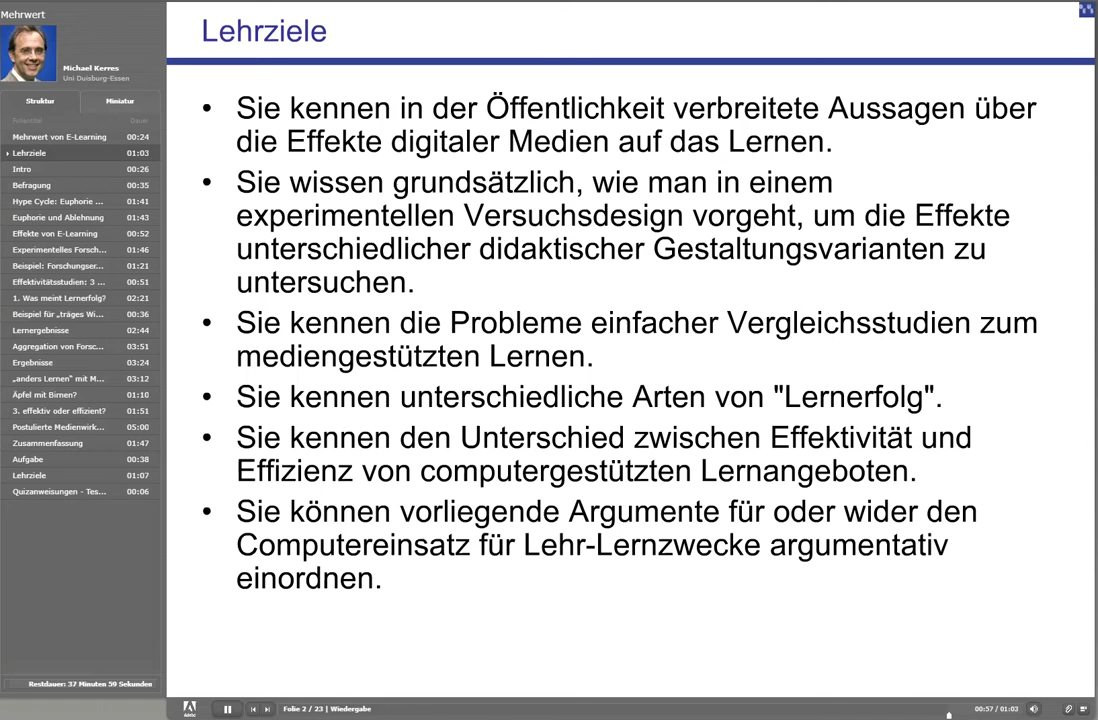 Mehrwert
Michael Kerres
Uni Duisburg-Essen
Struktur
Miniatur
Folientitel
Dauer
Mehrwert von E-Learning 00:24
Lehrziele 01:03
Intro 00:26
Befragung 00:35
Hype Cycle: Euphorie ... 01:41
Euphorie und Ablehnung 01:43
Effekte von E-Learning 00:52
Experimentelles Forsch... 01:46
Beispiel: Forschungser... 01:21
Effektivitätsstudien: 3 ... 00:51
1. Was meint Lernerfolg? 02:21
Beispiel für „träges Wi... 00:36
Lernergebnisse 02:44
Aggregation von Forsc... 03:51
Ergebnisse 03:24
„anders Lernen“ mit M... 03:12
Äpfel mit Birnen? 01:10
3. effektiv oder effizient? 01:51
Postulierte Medienwirk... 05:00
Zusammenfassung 01:47
Aufgabe 00:38
Lehrziele 01:07
Quizanweisungen - Tes... 00:06
Restdauer: 37 Minuten 59 Sekunden
Lehrziele
• Sie kennen in der Öffentlichkeit verbreitete Aussagen über
die Effekte digitaler Medien auf das Lernen.
• Sie wissen grundsätzlich, wie man in einem
experimentellen Versuchsdesign vorgeht, um die Effekte
unterschiedlicher didaktischer Gestaltungsvarianten zu
untersuchen.
• Sie kennen die Probleme einfacher Vergleichsstudien zum
mediengestützten Lernen.
• Sie kennen unterschiedliche Arten von "Lernerfolg".
• Sie kennen den Unterschied zwischen Effektivität und
Effizienz von computergestützten Lernangeboten.
• Sie können vorliegende Argumente für oder wider den
Computereinsatz für Lehr-Lernzwecke argumentativ
einordnen.
Folie 2 / 23 | Wiedergabe
00:57 / 01:03